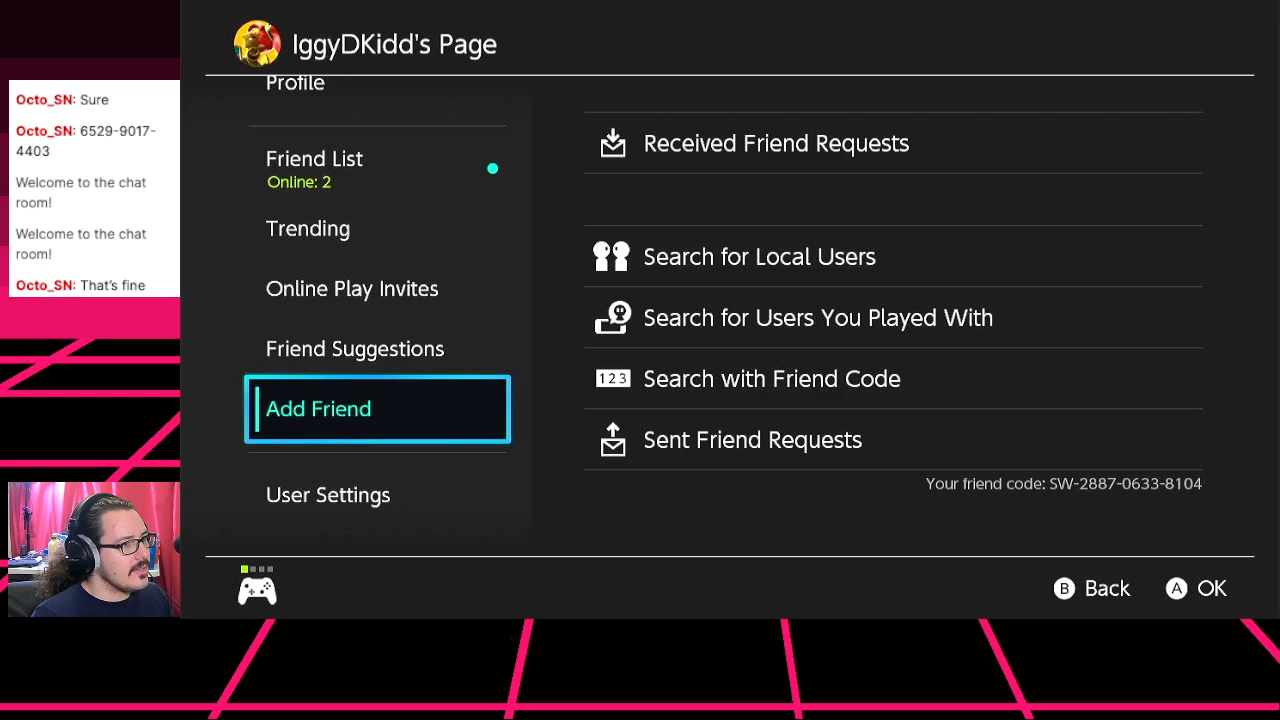 IggyDKidd's Page
Octo_SN: Sure
Octo_SN: 6529-9017-
4403
Welcome to the chat
room!
Welcome to the chat
room!
Octo_SN: That's fine
Profile
Friend List
Online: 2
Trending
Online Play Invites
Friend Suggestions
Add Friend
User Settings
Received Friend Requests
Search for Local Users
Search for Users You Played With
123 Search with Friend Code
Sent Friend Requests
Your friend code: SW-2887-0633-8104
B Back A OK